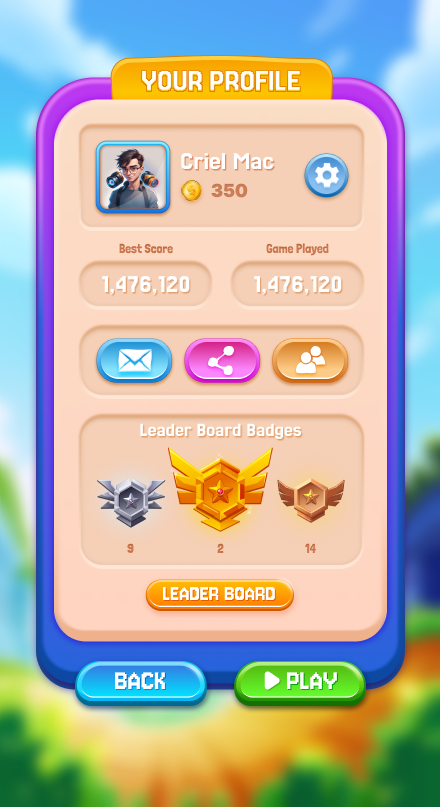 YOUR PROFILE
Criel Mac
350
Best Score
Game Played
1,476,120
1,476,120
Leader Board Badges
9
2
14
LEADER BOARD
BACK
PLAY